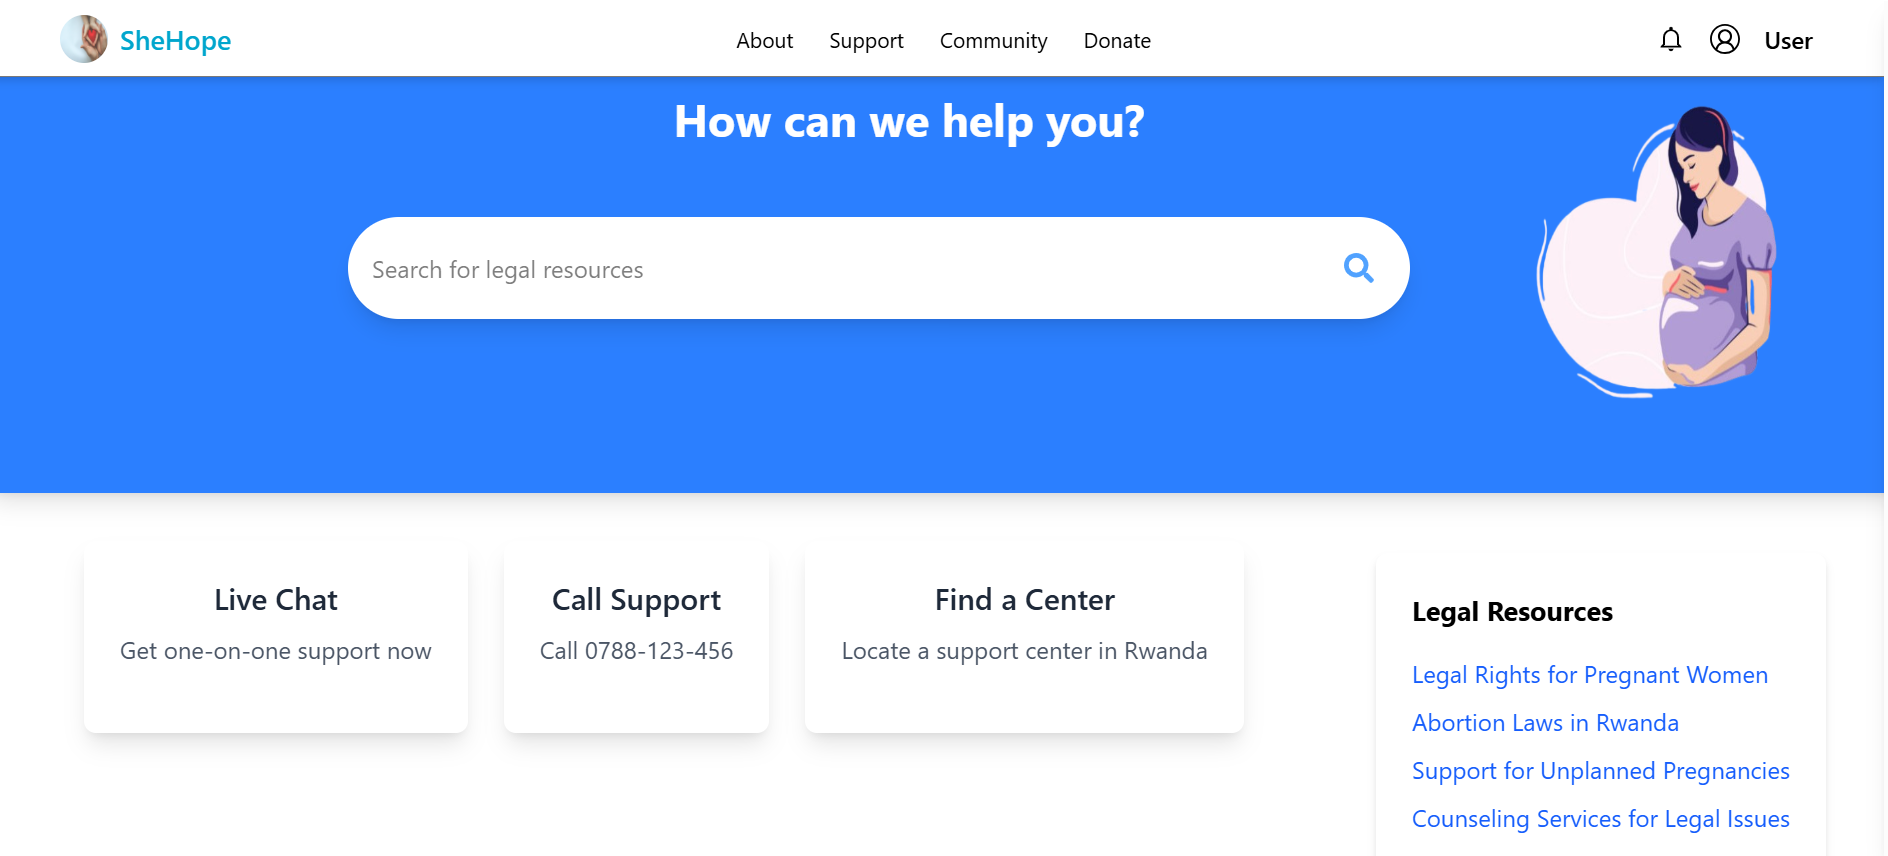 SheHope
About Support Community Donate
User
How can we help you?
Search for legal resources
Live Chat
Get one-on-one support now
Call Support
Call 0788-123-456
Find a Center
Locate a support center in Rwanda
Legal Resources
Legal Rights for Pregnant Women
Abortion Laws in Rwanda
Support for Unplanned Pregnancies
Counseling Services for Legal Issues